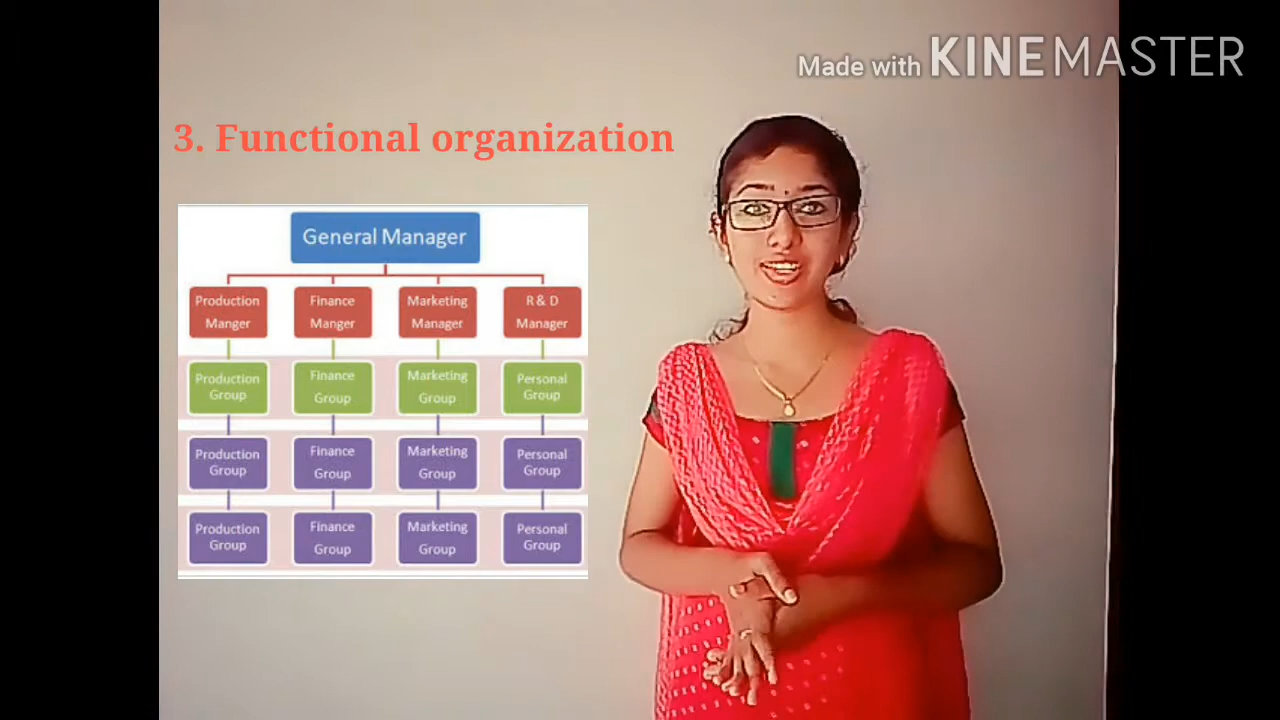 Made with KINEMASTER
3. Functional organization
General Manager
Production
Manger
Finance
Manger
Marketing
Manager
R & D
Manager
Production
Group
Finance
Group
Marketing
Group
Personal
Group
Production
Group
Finance
Group
Marketing
Group
Personal
Group
Production
Group
Finance
Group
Marketing
Group
Personal
Group